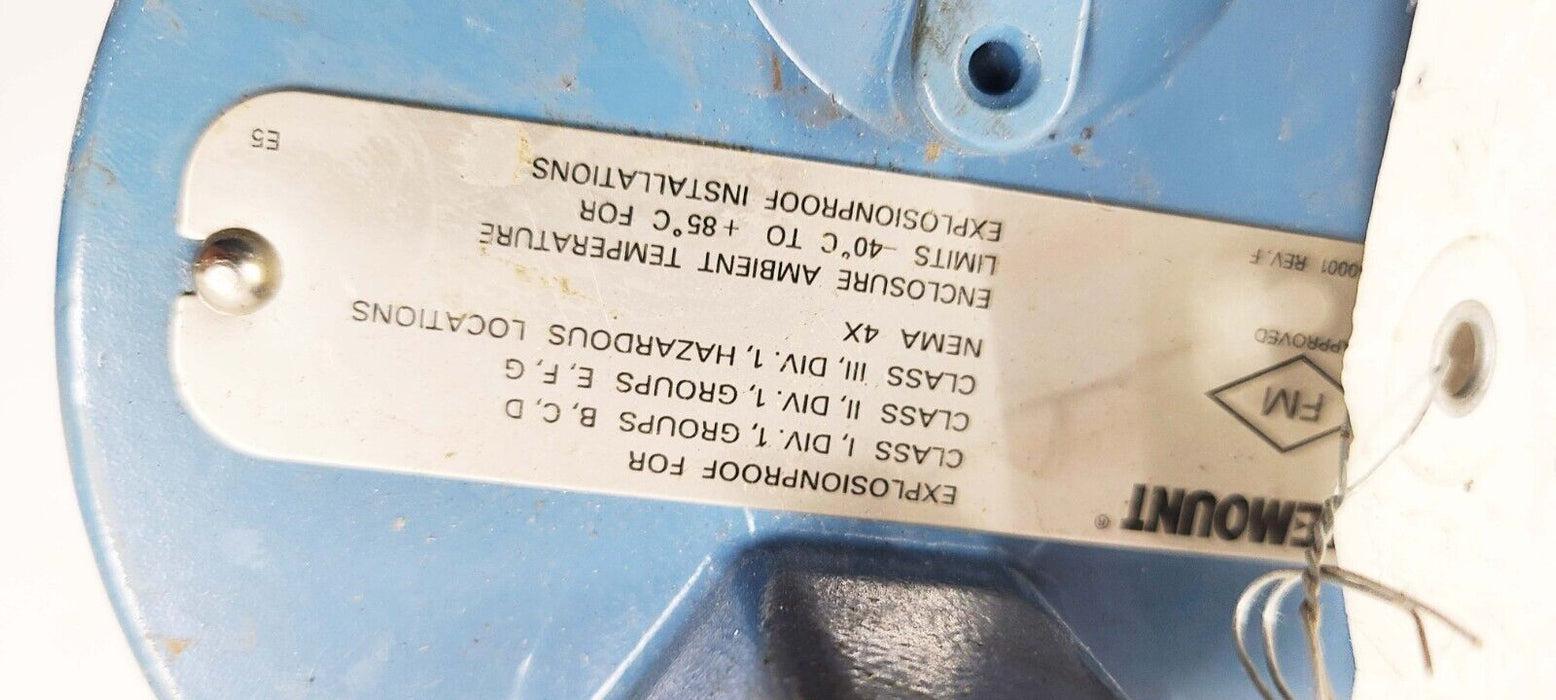 EMOUNT®
FM
APPROVED
0001 REV. F
EXPLOSIONPROOF FOR
CLASS I, DIV. 1, GROUPS B, C, D
CLASS II, DIV. 1, GROUPS E, F, G
CLASS III, DIV. 1, HAZARDOUS LOCATIONS
NEMA 4X
ENCLOSURE AMBIENT TEMPERATURE
LIMITS -40°C TO +85°C FOR
EXPLOSIONPROOF INSTALLATIONS
E5